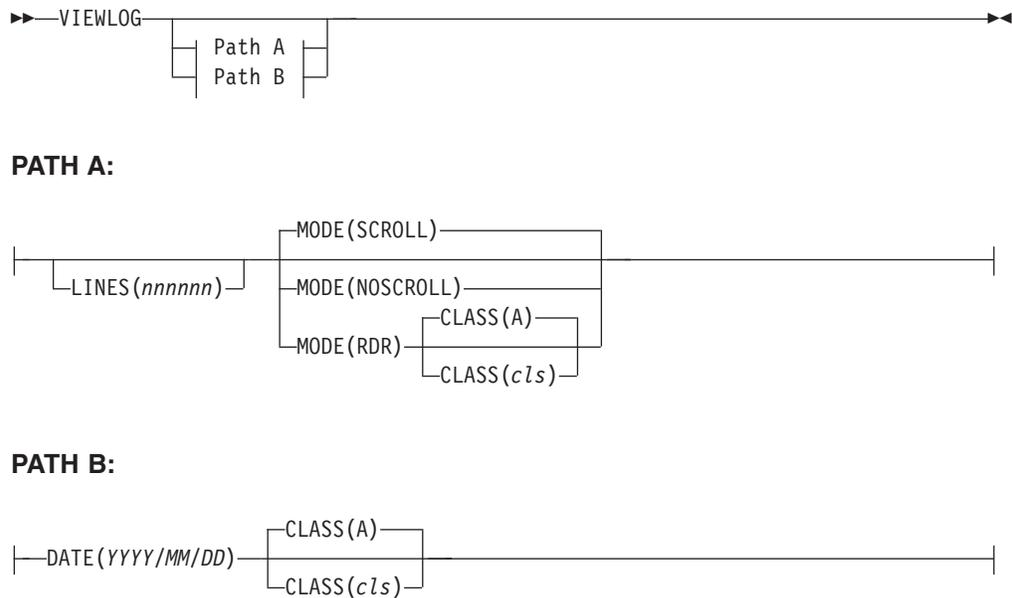 VIEWLOG
Path A
Path B
PATH A:
MODE(SCROLL)
LINES(nnnnnn)
MODE(NOSCROLL)
CLASS(A)
MODE(RDR)
CLASS(cls)
PATH B:
CLASS(A)
DATE(YYYY/MM/DD)
CLASS(cls)